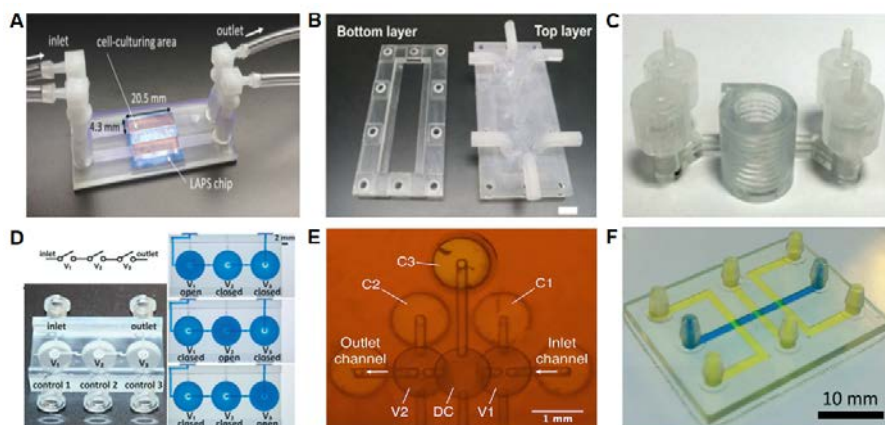 A
inlet
cell-culturing area
outlet
20.5 mm
4.3 mm
LAPS chip
B
Bottom layer
Top layer
C
D
inlet
outlet
V1
V2
V3
inlet
outlet
V1
V2
V3
control 1
control 2
control 3
2 mm
V1
V2
V3
open
closed
closed
V1
V2
V3
closed
open
closed
V1
V2
V3
closed
closed
open
E
C3
C2
C1
Outlet channel
Inlet channel
V2
DC
V1
1 mm
F
10 mm